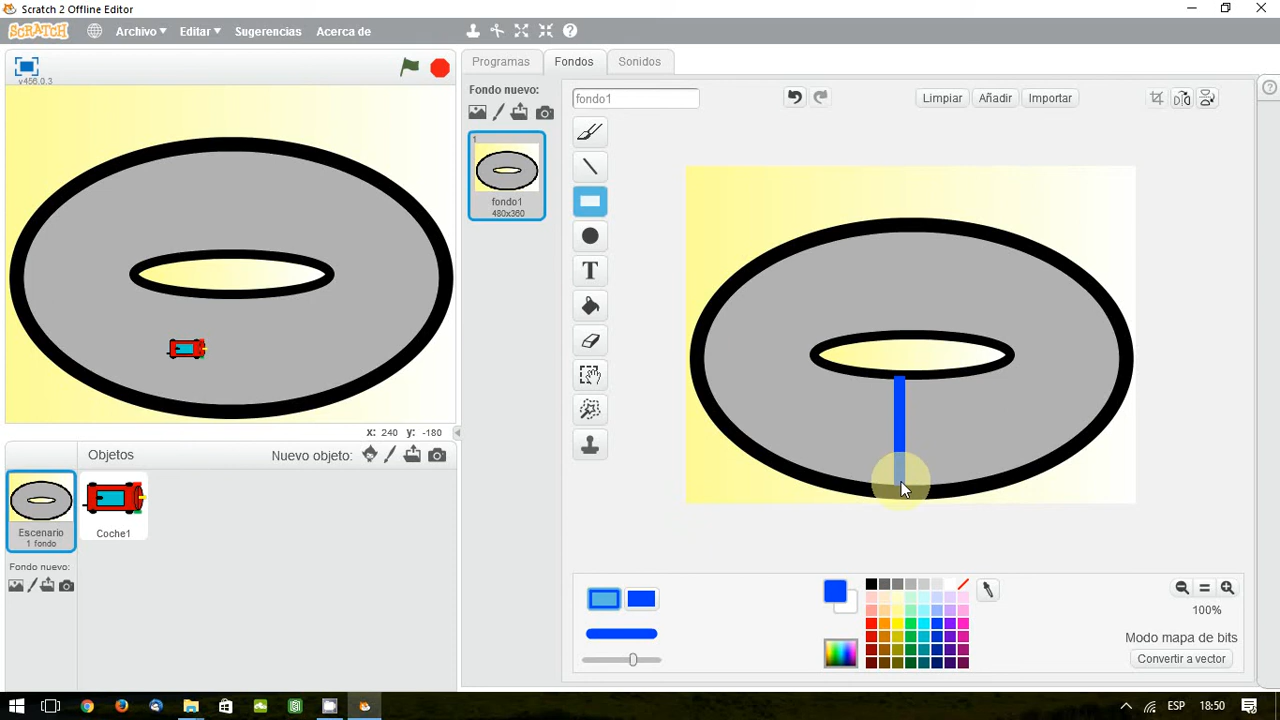 Scratch 2 Offline Editor
SCRATCH
Archivo Editar Sugerencias Acerca de
v456.0.3
Programas Fondos Sonidos
Fondo nuevo:
1
fondo1
480x360
fondo1
Limpiar Añadir Importar
T
x: 240 y: -180
Objetos
Nuevo objeto:
Escenario
1 fondo
Coche1
Fondo nuevo:
100%
Modo mapa de bits
Convertir a vector
ESP 18:50